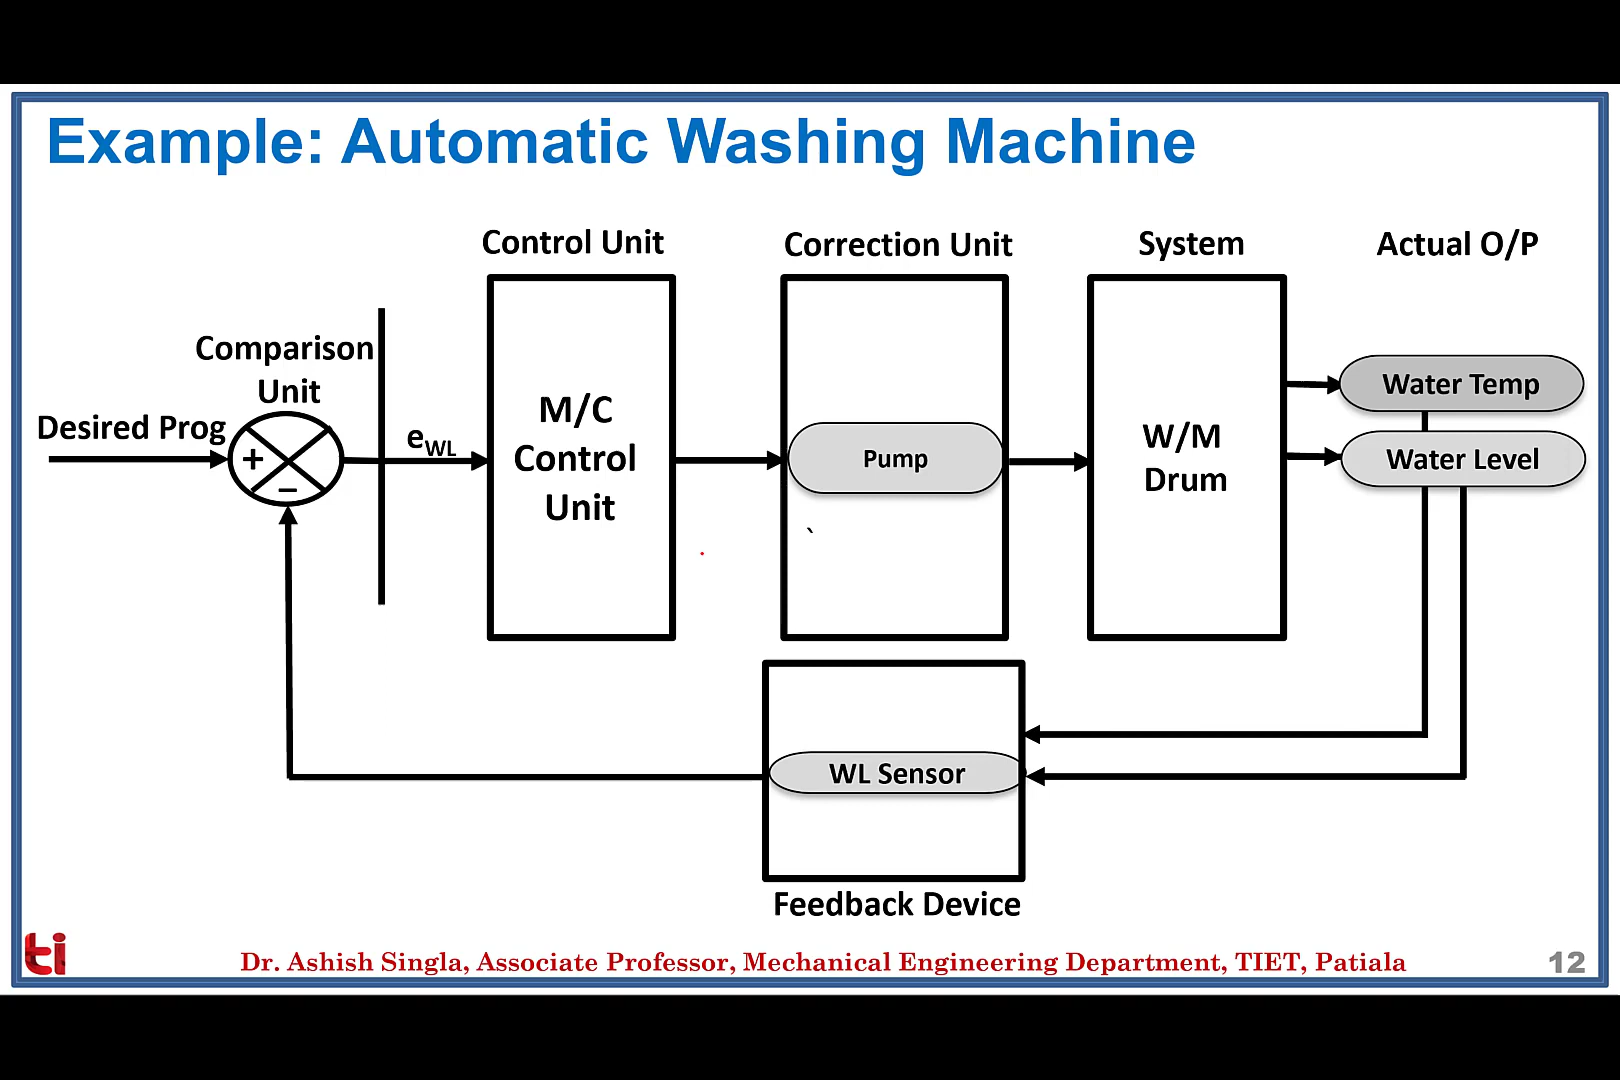 Example: Automatic Washing Machine
Control Unit
Correction Unit
System
Actual O/P
Comparison
Unit
Desired Prog
+
−
eWL
M/C
Control
Unit
Pump
`
W/M
Drum
Water Temp
Water Level
WL Sensor
Feedback Device
ti
Dr. Ashish Singla, Associate Professor, Mechanical Engineering Department, TIET, Patiala
12